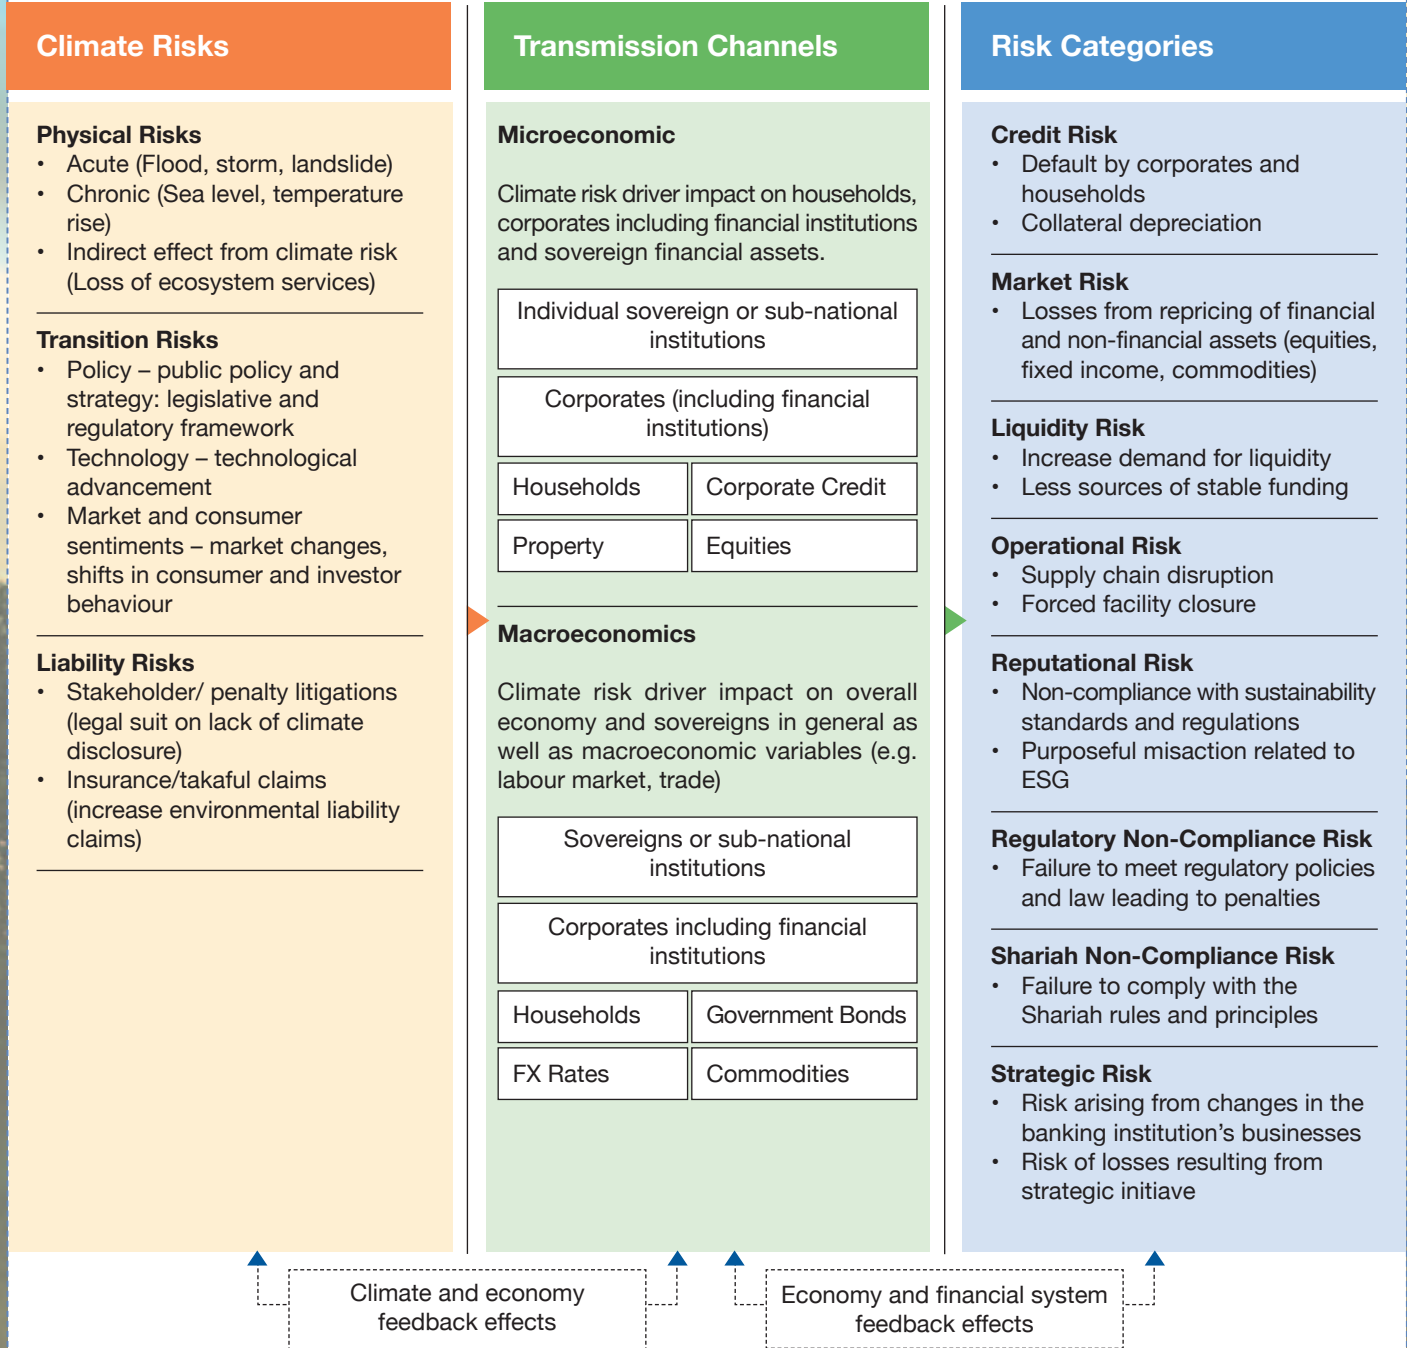 Climate Risks
Physical Risks
• Acute (Flood, storm, landslide)
• Chronic (Sea level, temperature
rise)
• Indirect effect from climate risk
(Loss of ecosystem services)
Transition Risks
• Policy – public policy and
strategy: legislative and
regulatory framework
• Technology – technological
advancement
• Market and consumer
sentiments – market changes,
shifts in consumer and investor
behaviour
Liability Risks
• Stakeholder/ penalty litigations
(legal suit on lack of climate
disclosure)
• Insurance/takaful claims
(increase environmental liability
claims)
Transmission Channels
Microeconomic
Climate risk driver impact on households,
corporates including financial institutions
and sovereign financial assets.
Individual sovereign or sub-national
institutions
Corporates (including financial
institutions)
Households
Corporate Credit
Property
Equities
Macroeconomics
Climate risk driver impact on overall
economy and sovereigns in general as
well as macroeconomic variables (e.g.
labour market, trade)
Sovereigns or sub-national
institutions
Corporates including financial
institutions
Households
Government Bonds
FX Rates
Commodities
Risk Categories
Credit Risk
• Default by corporates and
households
• Collateral depreciation
Market Risk
• Losses from repricing of financial
and non-financial assets (equities,
fixed income, commodities)
Liquidity Risk
• Increase demand for liquidity
• Less sources of stable funding
Operational Risk
• Supply chain disruption
• Forced facility closure
Reputational Risk
• Non-compliance with sustainability
standards and regulations
• Purposeful misaction related to
ESG
Regulatory Non-Compliance Risk
• Failure to meet regulatory policies
and law leading to penalties
Shariah Non-Compliance Risk
• Failure to comply with the
Shariah rules and principles
Strategic Risk
• Risk arising from changes in the
banking institution’s businesses
• Risk of losses resulting from
strategic initiave
Climate and economy
feedback effects
Economy and financial system
feedback effects